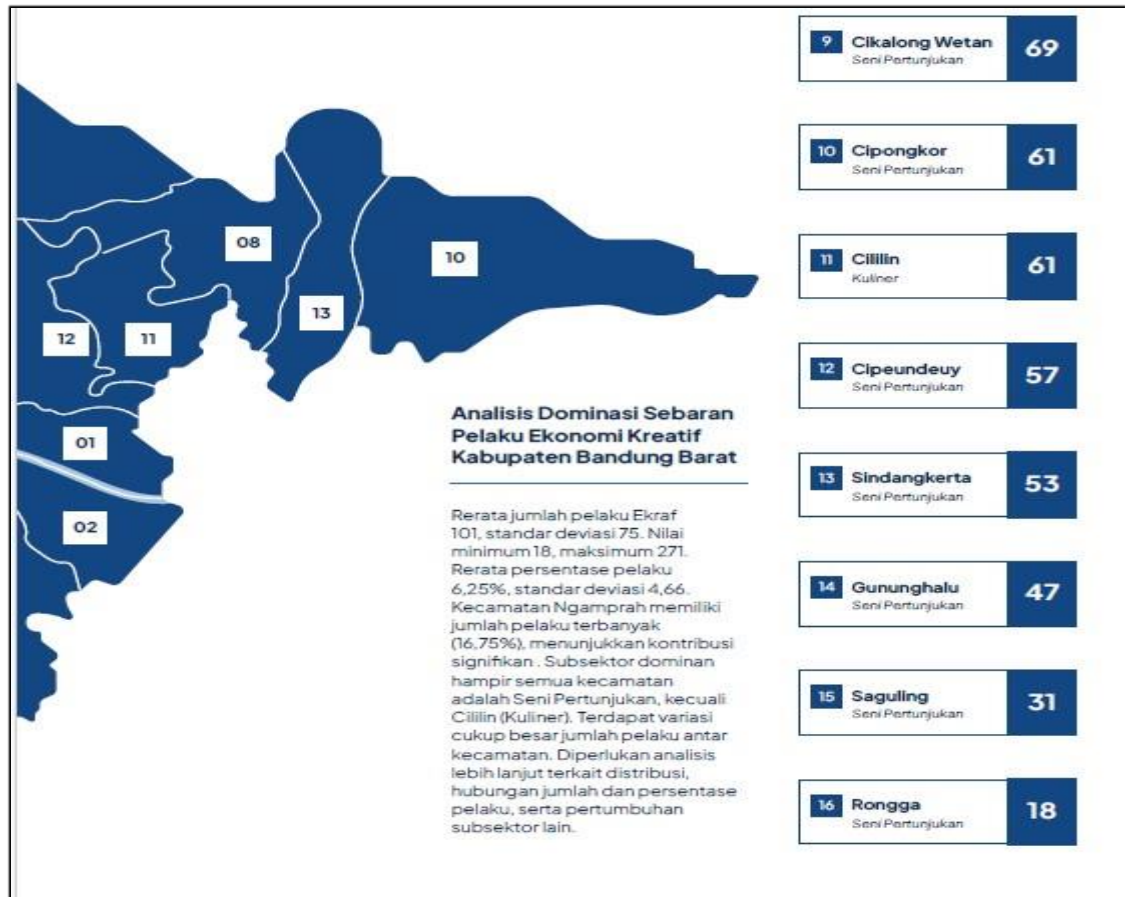 08
10
13
12
11
01
02
Analisis Dominasi Sebaran
Pelaku Ekonomi Kreatif
Kabupaten Bandung Barat
Rerata jumlah pelaku Ekraf
101, standar deviasi 75. Nilai
minimum 18, maksimum 271.
Rerata persentase pelaku
6,25%, standar deviasi 4,66.
Kecamatan Ngamprah memiliki
jumlah pelaku terbanyak
(16,75%), menunjukkan kontribusi
signifikan . Subsektor dominan
hampir semua kecamatan
adalah Seni Pertunjukan, kecuali
Cililin (Kuliner). Terdapat variasi
cukup besar jumlah pelaku antar
kecamatan. Diperlukan analisis
lebih lanjut terkait distribusi,
hubungan jumlah dan persentase
pelaku, serta pertumbuhan
subsektor lain.
9 Cikalong Wetan 69
Seni Pertunjukan
10 Cipongkor 61
Seni Pertunjukan
11 Cililin 61
Kuliner
12 Cipeundeuy 57
Seni Pertunjukan
13 Sindangkerta 53
Seni Pertunjukan
14 Gununghalu 47
Seni Pertunjukan
15 Saguling 31
Seni Pertunjukan
16 Rongga 18
Seni Pertunjukan